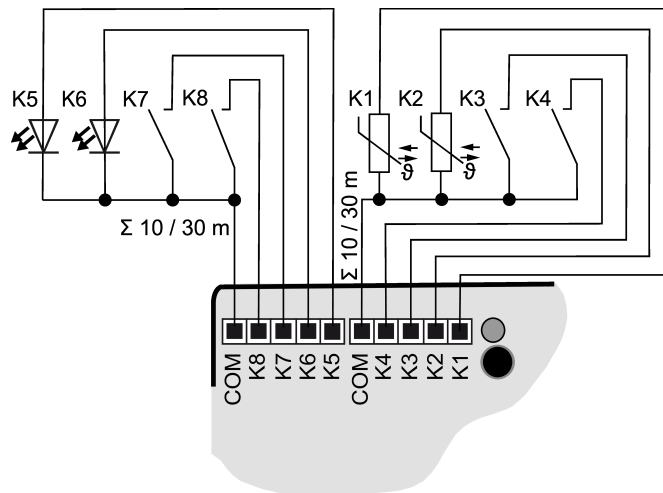 K5 K6 K7 K8 K1 K2 K3 K4
ϑ ϑ
Σ 10 / 30 m
Σ 10 / 30 m
COM K8 K7 K6 K5 COM K4 K3 K2 K1